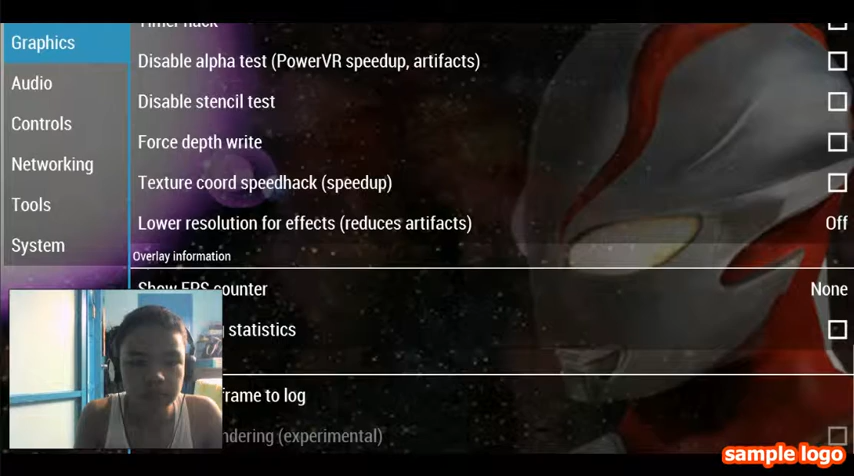 Graphics
Audio
Controls
Networking
Tools
System
Timer hack
Disable alpha test (PowerVR speedup, artifacts)
Disable stencil test
Force depth write
Texture coord speedhack (speedup)
Lower resolution for effects (reduces artifacts) Off
Overlay information
Show FPS counter None
statistics
frame to log
(experimental)
sample logo